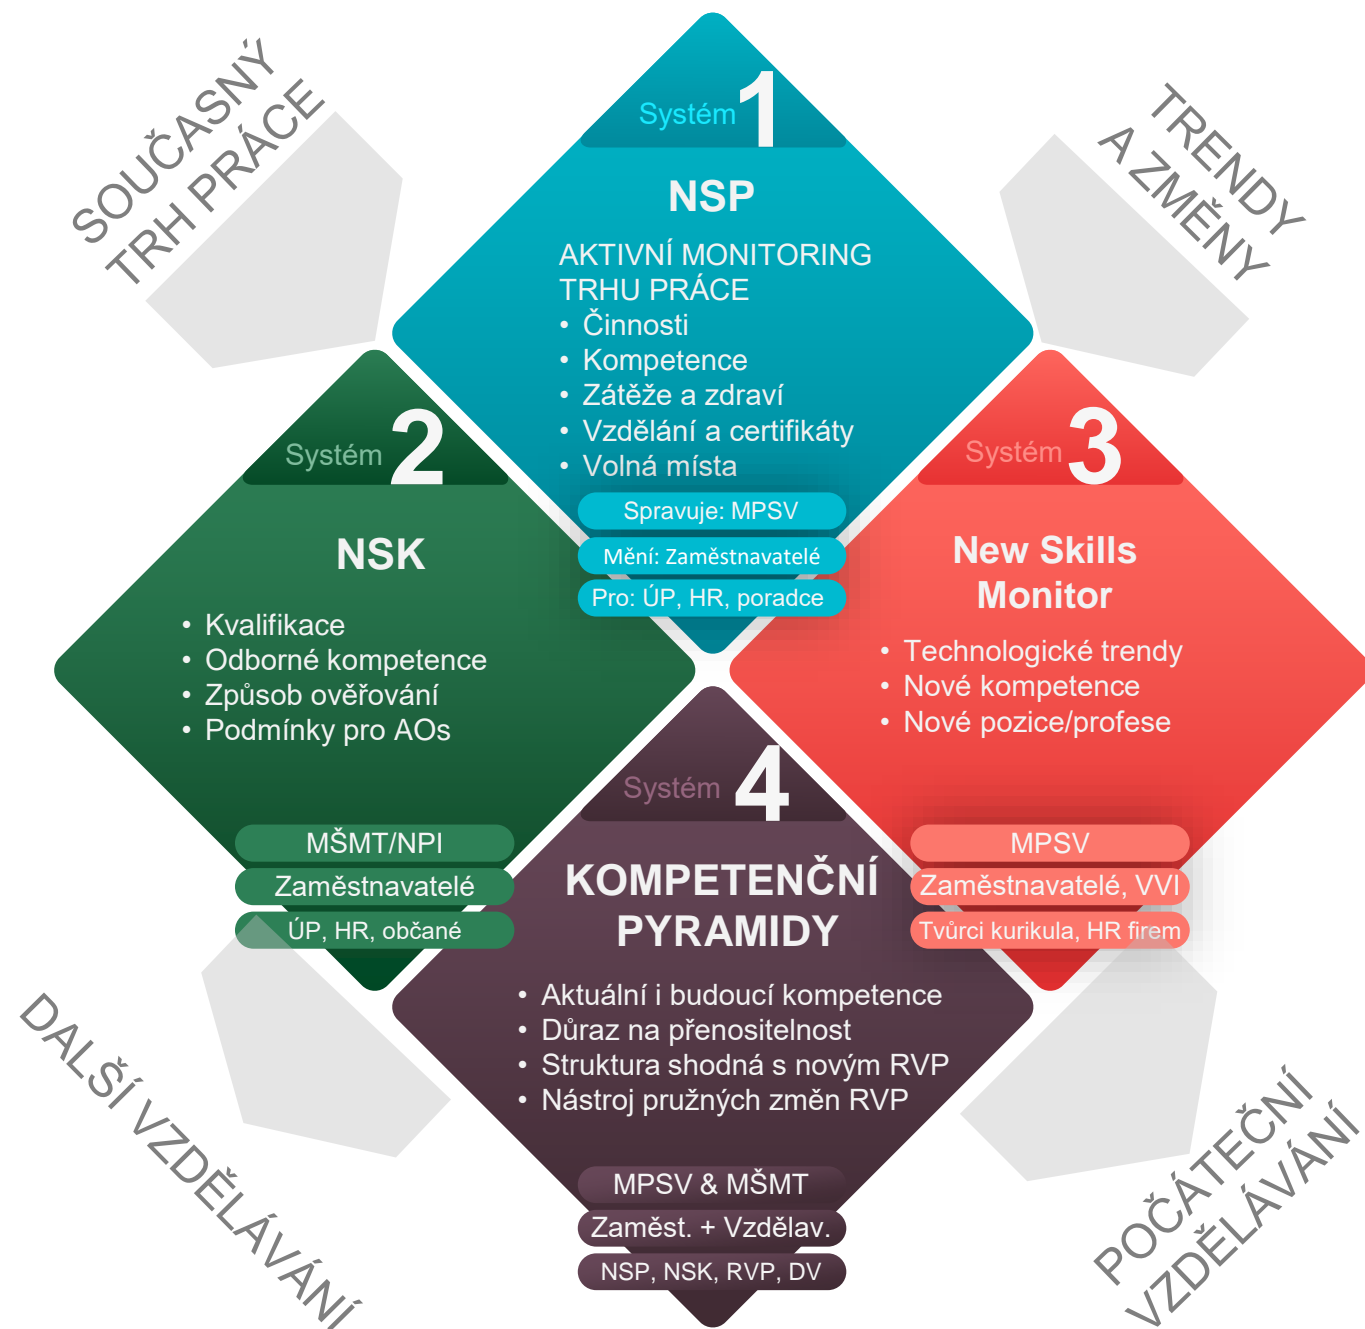 SOUČASNÝ
TRH PRÁCE
TRENDY
A ZMĚNY
Systém 1
NSP
AKTIVNÍ MONITORING
TRHU PRÁCE
• Činnosti
• Kompetence
• Zátěže a zdraví
• Vzdělání a certifikáty
• Volná místa
Spravuje: MPSV
Mění: Zaměstnavatelé
Pro: ÚP, HR, poradce
Systém 2
NSK
• Kvalifikace
• Odborné kompetence
• Způsob ověřování
• Podmínky pro AOs
MŠMT/NPI
Zaměstnavatelé
ÚP, HR, občané
Systém 3
New Skills
Monitor
• Technologické trendy
• Nové kompetence
• Nové pozice/profese
MPSV
Zaměstnavatelé, VVI
Tvůrci kurikula, HR firem
Systém 4
KOMPETENČNÍ
PYRAMIDY
• Aktuální i budoucí kompetence
• Důraz na přenositelnost
• Struktura shodná s novým RVP
• Nástroj pružných změn RVP
MPSV & MŠMT
Zaměst. + Vzdělav.
NSP, NSK, RVP, DV
DALŠÍ VZDĚLÁVÁNÍ
POČÁTEČNÍ
VZDĚLÁVÁNÍ